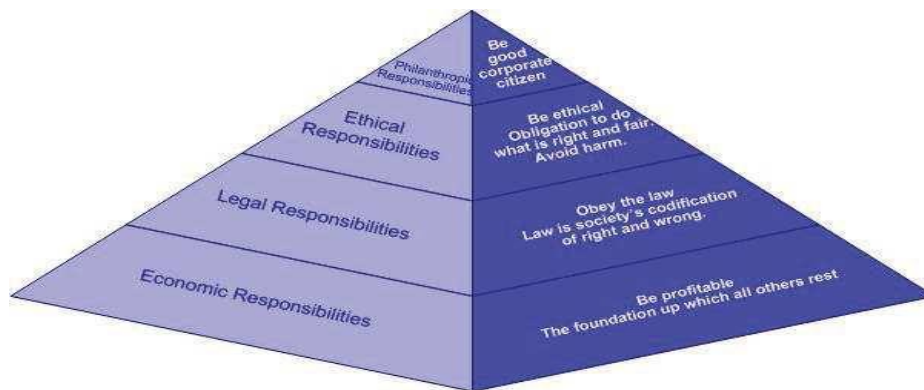 Philanthropic
Responsibilities
Be
good
corporate
citizen
Ethical
Responsibilities
Be ethical
Obligation to do
what is right and fair.
Avoid harm.
Legal Responsibilities
Obey the law
Law is society's codification
of right and wrong.
Economic Responsibilities
Be profitable
The foundation up which all others rest